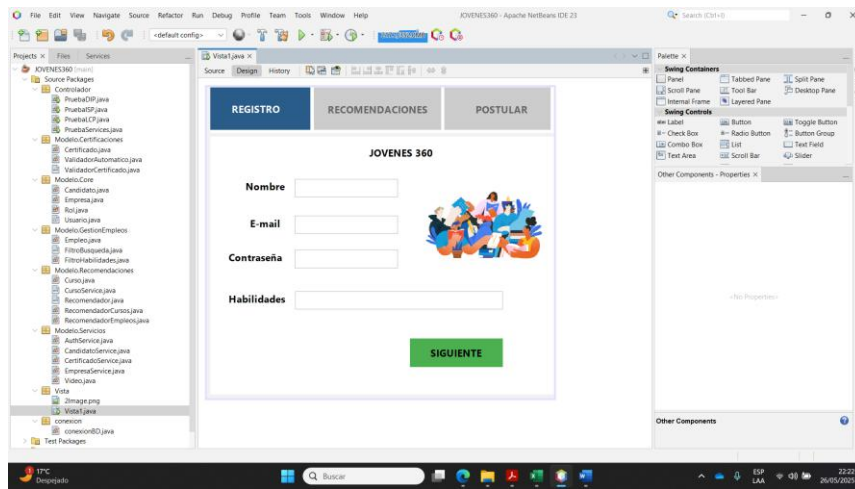 File Edit View Navigate Source Refactor Run Debug Profile Team Tools Window Help
JOVENES360 - Apache NetBeans IDE 23
Search (Ctrl+I)
<default config>
Projects
Files
Services
JOVENES360 [main]
Source Packages
Controlador
PruebaDIP.java
PruebaISP.java
PruebaLCP.java
PruebaServices.java
Modelo.Certificaciones
Certificado.java
ValidadorAutomatico.java
ValidadorCertificado.java
Modelo.Core
Candidato.java
Empresa.java
Rol.java
Usuario.java
Modelo.GestionEmpleos
Empleo.java
FiltroBusqueda.java
FiltroHabilidades.java
Modelo.Recomendaciones
Curso.java
CursoService.java
Recomendador.java
RecomendadorCursos.java
RecomendadorEmpleos.java
Modelo.Servicios
AuthService.java
CandidatoService.java
CertificadoService.java
EmpresaService.java
Video.java
Vista
2Image.png
Vista1.java
conexion
conexionBD.java
Test Packages
Vista1.java
Source Design History
REGISTRO
RECOMENDACIONES
POSTULAR
JOVENES 360
Nombre
E-mail
Contraseña
Habilidades
SIGUIENTE
Palette
Swing Containers
Panel Tabbed Pane Split Pane
Scroll Pane Tool Bar Desktop Pane
Internal Frame Layered Pane
Swing Controls
Label Button Toggle Button
Check Box Radio Button Button Group
Combo Box List Text Field
Text Area Scroll Bar Slider
Other Components - Properties
<No Properties>
Other Components
17°C
Despejado
Buscar
ESP
LAA
22:22
26/05/2025